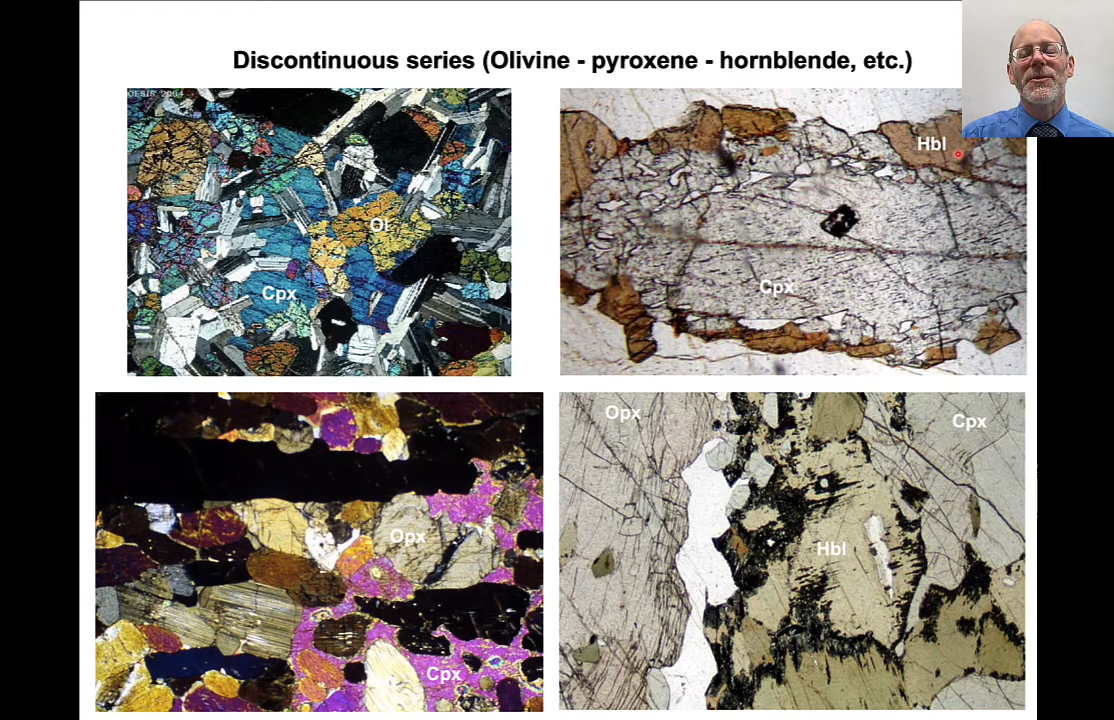 Discontinuous series (Olivine - pyroxene - hornblende, etc.)
Ol
Cpx
Hbl
Cpx
Opx
Cpx
Opx
Cpx
Hbl